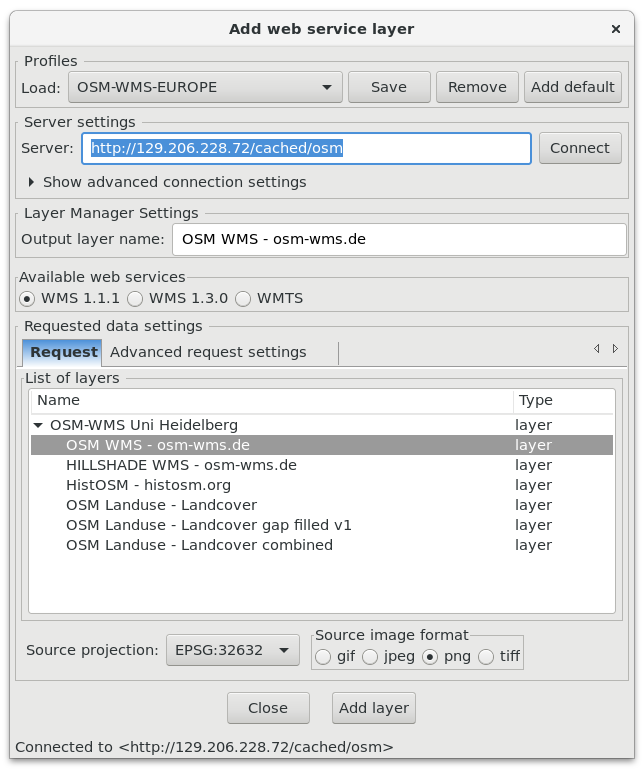 Add web service layer ×
Profiles
Load: OSM-WMS-EUROPE Save Remove Add default
Server settings
Server: http://129.206.228.72/cached/osm Connect
Show advanced connection settings
Layer Manager Settings
Output layer name: OSM WMS - osm-wms.de
Available web services
WMS 1.1.1 WMS 1.3.0 WMTS
Requested data settings
Request Advanced request settings
List of layers
Name Type
OSM-WMS Uni Heidelberg layer
OSM WMS - osm-wms.de layer
HILLSHADE WMS - osm-wms.de layer
HistOSM - histosm.org layer
OSM Landuse - Landcover layer
OSM Landuse - Landcover gap filled v1 layer
OSM Landuse - Landcover combined layer
Source image format
Source projection: EPSG:32632 gif jpeg png tiff
Close Add layer
Connected to <http://129.206.228.72/cached/osm>